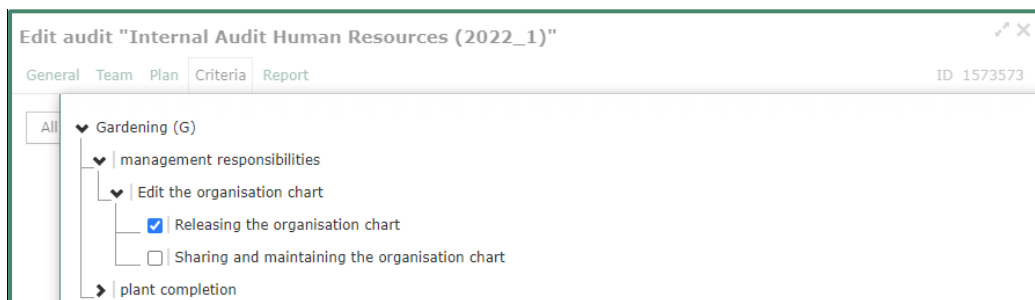 Edit audit "Internal Audit Human Resources (2022_1)"
General Team Plan Criteria Report ID 1573573
All
Gardening (G)
management responsibilities
Edit the organisation chart
Releasing the organisation chart
Sharing and maintaining the organisation chart
plant completion